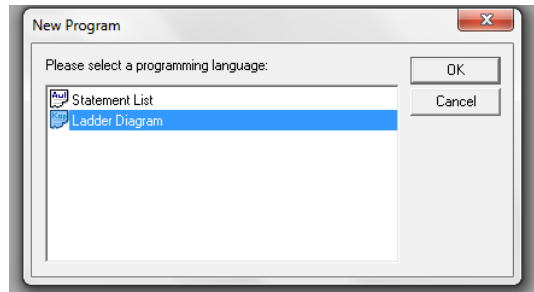 New Program
Please select a programming language:
OK
Statement List
Cancel
Ladder Diagram